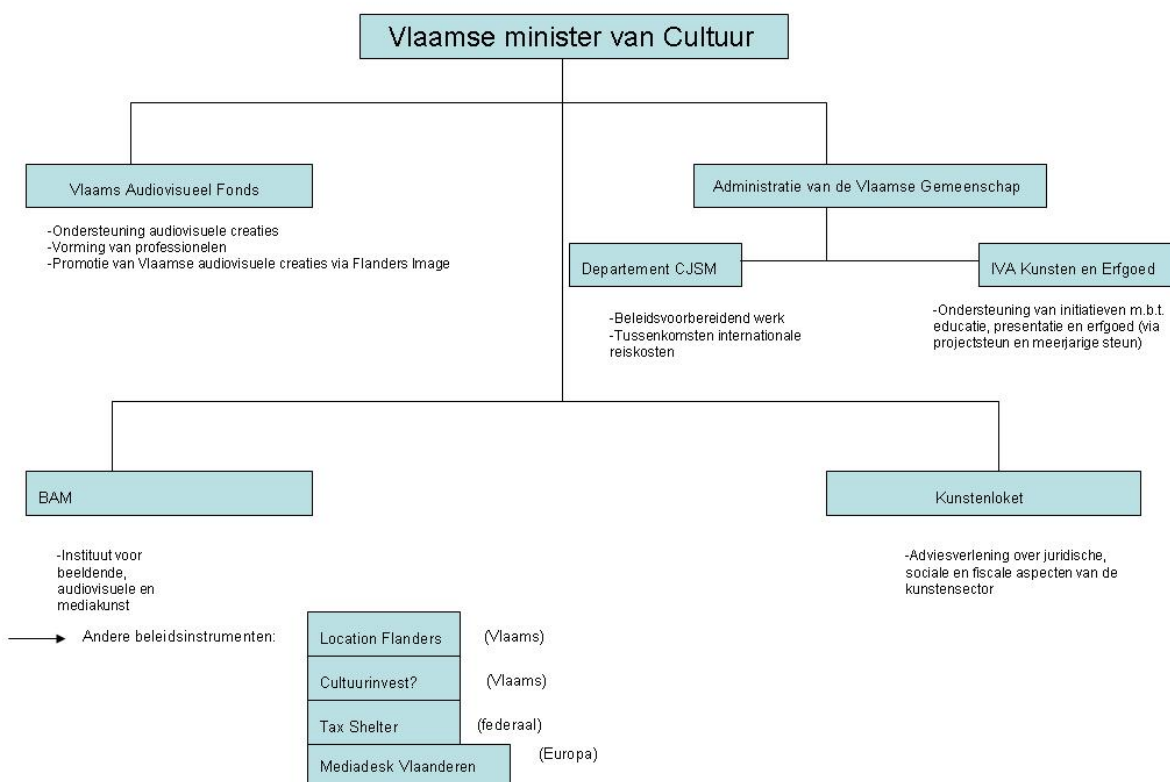 Vlaamse minister van Cultuur
Vlaams Audiovisueel Fonds
-Ondersteuning audiovisuele creaties
-Vorming van professionelen
-Promotie van Vlaamse audiovisuele creaties via Flanders Image
Administratie van de Vlaamse Gemeenschap
Departement CJSM
-Beleidsvoorbereidend werk
-Tussenkomsten internationale
reiskosten
IVA Kunsten en Erfgoed
-Ondersteuning van initiatieven m.b.t.
educatie, presentatie en erfgoed (via
projectsteun en meerjarige steun)
BAM
-Instituut voor
beeldende,
audiovisuele en
mediakunst
Kunstenloket
-Adviesverlening over juridische,
sociale en fiscale aspecten van de
kunstensector
Andere beleidsinstrumenten:
Location Flanders (Vlaams)
Cultuurinvest? (Vlaams)
Tax Shelter (federaal)
Mediadesk Vlaanderen (Europa)